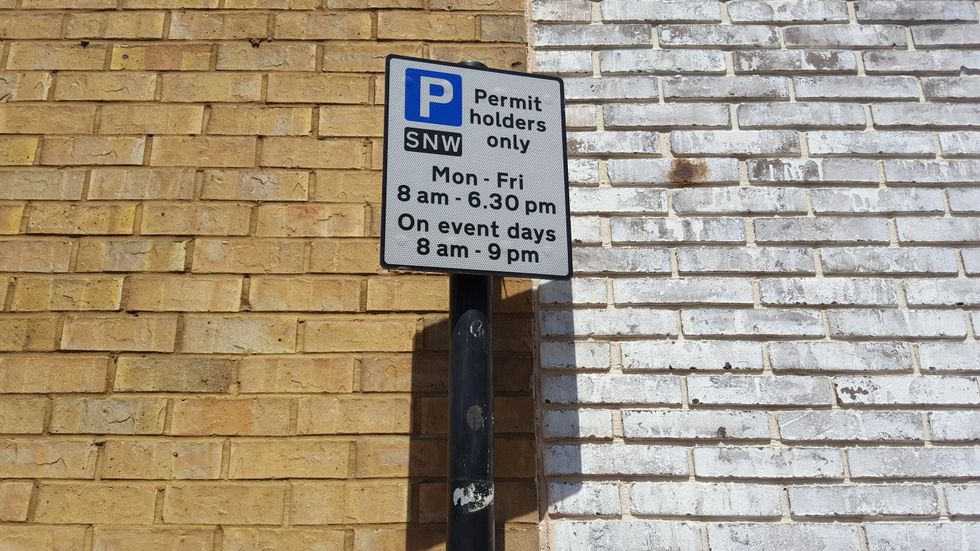 P Permit
holders
SNW only
Mon - Fri
8 am - 6.30 pm
On event days
8 am - 9 pm